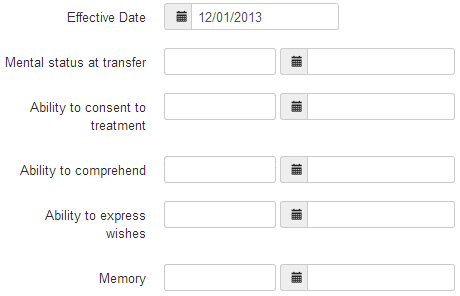 Effective Date 12/01/2013
Mental status at transfer
Ability to consent to
treatment
Ability to comprehend
Ability to express
wishes
Memory